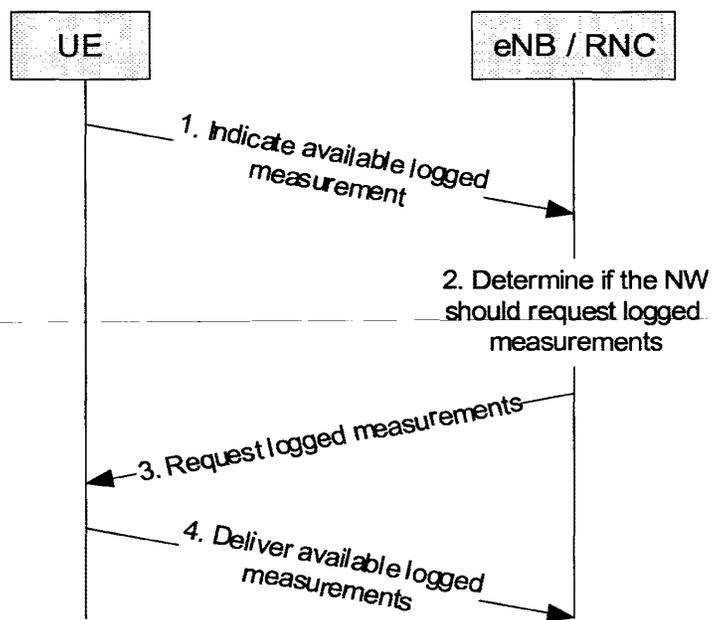 UE
eNB / RNC
1. Indicate available logged
measurement
2. Determine if the NW
should request logged
measurements
3. Request logged measurements
4. Deliver available logged
measurements